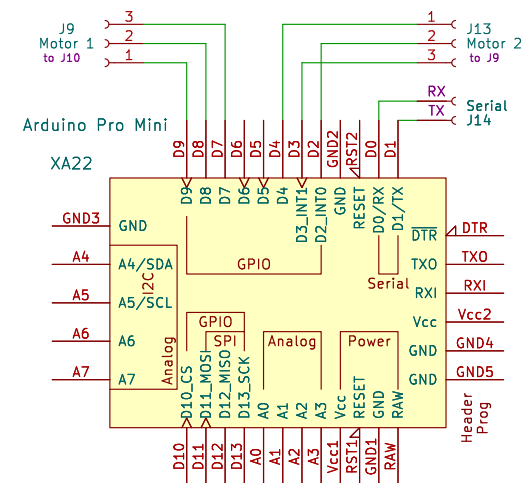 J9
Motor 1
to J10
3
2
1
1
2
3
J13
Motor 2
to J9
RX
TX
Serial
J14
Arduino Pro Mini
XA22
D9
D8
D7
D6
D5
D4
D3
D2
GND2
RST2
D0
D1
D9
D8
D7
D6
D5
D4
D3_INT1
D2_INT0
GND
RESET
D0/RX
D1/TX
GPIO
Serial
GND3
GND
A4
A4/SDA
A5
A5/SCL
A6
A6
A7
A7
I2C
Analog
DTR
DTR
TXO
TXO
RXI
RXI
Vcc
Vcc2
GND
GND4
GND
GND5
Header
Prog
GPIO
SPI
Analog
Power
D10_CS
D11_MOSI
D12_MISO
D13_SCK
A0
A1
A2
A3
Vcc
RESET
GND
RAW
D10
D11
D12
D13
A0
A1
A2
A3
Vcc1
RST1
GND1
RAW